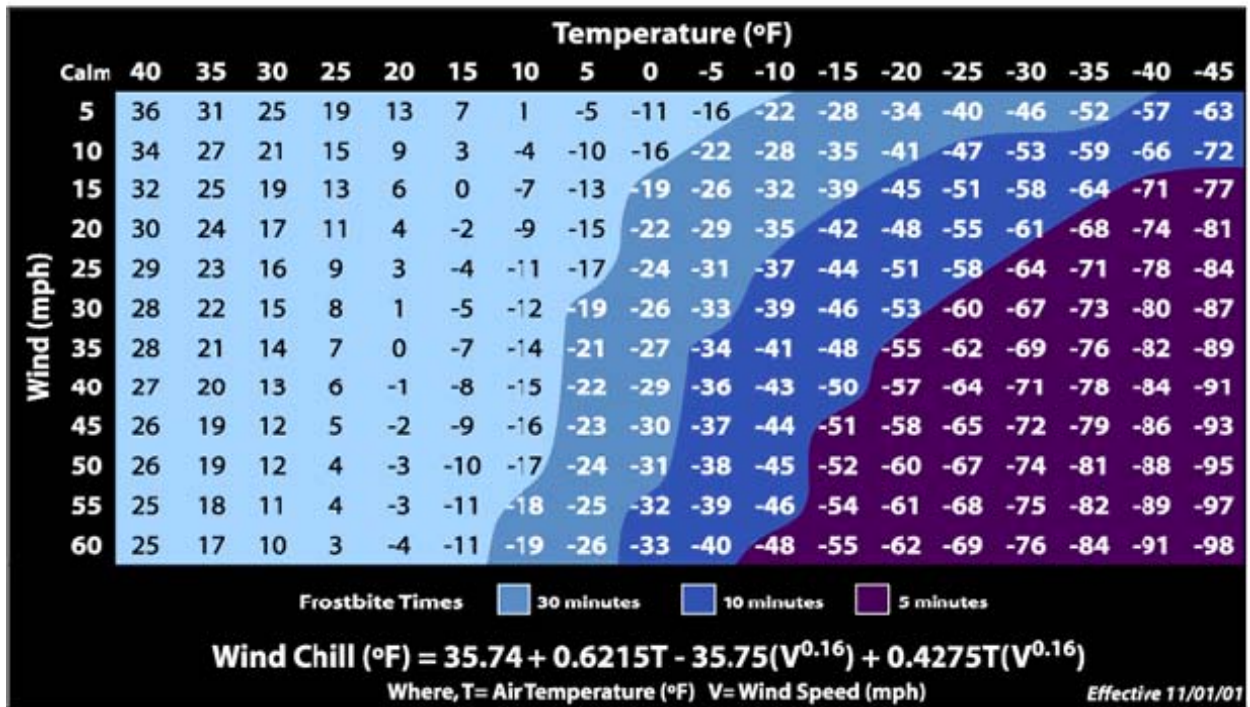 Temperature (ºF)
Calm 40 35 30 25 20 15 10 5 0 -5 -10 -15 -20 -25 -30 -35 -40 -45
Wind (mph)
5 36 31 25 19 13 7 1 -5 -11 -16 -22 -28 -34 -40 -46 -52 -57 -63
10 34 27 21 15 9 3 -4 -10 -16 -22 -28 -35 -41 -47 -53 -59 -66 -72
15 32 25 19 13 6 0 -7 -13 -19 -26 -32 -39 -45 -51 -58 -64 -71 -77
20 30 24 17 11 4 -2 -9 -15 -22 -29 -35 -42 -48 -55 -61 -68 -74 -81
25 29 23 16 9 3 -4 -11 -17 -24 -31 -37 -44 -51 -58 -64 -71 -78 -84
30 28 22 15 8 1 -5 -12 -19 -26 -33 -39 -46 -53 -60 -67 -73 -80 -87
35 28 21 14 7 0 -7 -14 -21 -27 -34 -41 -48 -55 -62 -69 -76 -82 -89
40 27 20 13 6 -1 -8 -15 -22 -29 -36 -43 -50 -57 -64 -71 -78 -84 -91
45 26 19 12 5 -2 -9 -16 -23 -30 -37 -44 -51 -58 -65 -72 -79 -86 -93
50 26 19 12 4 -3 -10 -17 -24 -31 -38 -45 -52 -60 -67 -74 -81 -88 -95
55 25 18 11 4 -3 -11 -18 -25 -32 -39 -46 -54 -61 -68 -75 -82 -89 -97
60 25 17 10 3 -4 -11 -19 -26 -33 -40 -48 -55 -62 -69 -76 -84 -91 -98
Frostbite Times 30 minutes 10 minutes 5 minutes
Wind Chill (ºF) = 35.74 + 0.6215T - 35.75(V0.16) + 0.4275T(V0.16)
Where, T= Air Temperature (ºF) V= Wind Speed (mph) Effective 11/01/01